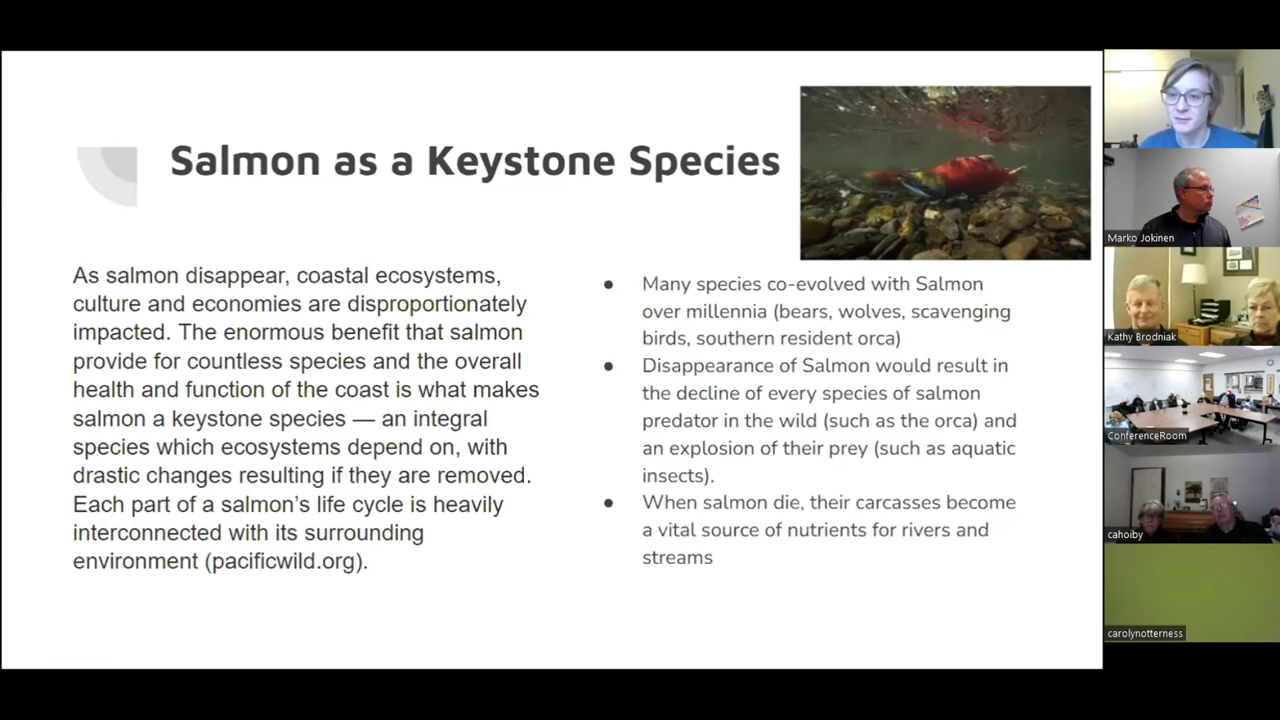 Salmon as a Keystone Species
As salmon disappear, coastal ecosystems,
culture and economies are disproportionately
impacted. The enormous benefit that salmon
provide for countless species and the overall
health and function of the coast is what makes
salmon a keystone species — an integral
species which ecosystems depend on, with
drastic changes resulting if they are removed.
Each part of a salmon’s life cycle is heavily
interconnected with its surrounding
environment (pacificwild.org).
● Many species co-evolved with Salmon
over millennia (bears, wolves, scavenging
birds, southern resident orca)
● Disappearance of Salmon would result in
the decline of every species of salmon
predator in the wild (such as the orca) and
an explosion of their prey (such as aquatic
insects).
● When salmon die, their carcasses become
a vital source of nutrients for rivers and
streams
Marko Jokinen
Kathy Brodniak
ConferenceRoom
cahoiby
carolynotterness